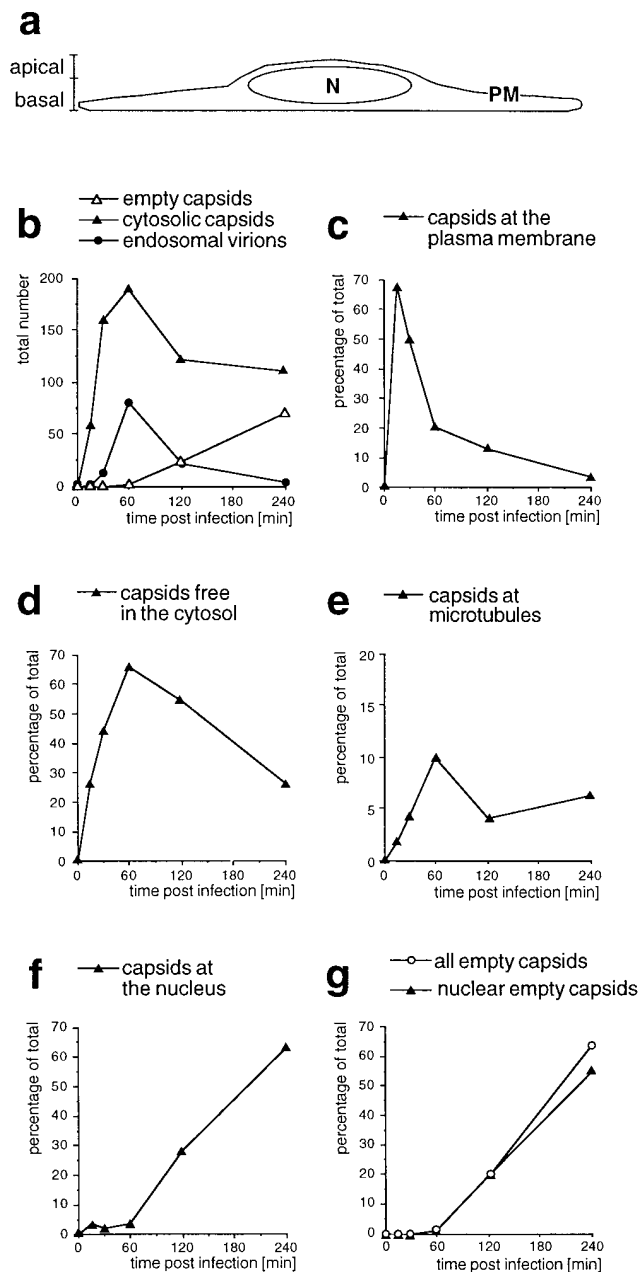 a
apical
basal
N
PM
b
empty capsids
cytosolic capsids
endosomal virions
total number
200
150
100
50
0
0 60 120 180 240
time post infection [min]
c
capsids at the
plasma membrane
precentage of total
70
60
50
40
30
20
10
0
0 60 120 180 240
time post infection [min]
d
capsids free
in the cytosol
percentage of total
70
60
50
40
30
20
10
0
0 60 120 180 240
time post infection [min]
e
capsids at
microtubules
percentage of total
20
15
10
5
0
0 60 120 180 240
time post infection [min]
f
capsids at
the nucleus
percentage of total
70
60
50
40
30
20
10
0
0 60 120 180 240
time post infection [min]
g
all empty capsids
nuclear empty capsids
percentage of total
70
60
50
40
30
20
10
0
0 60 120 180 240
time post infection [min]